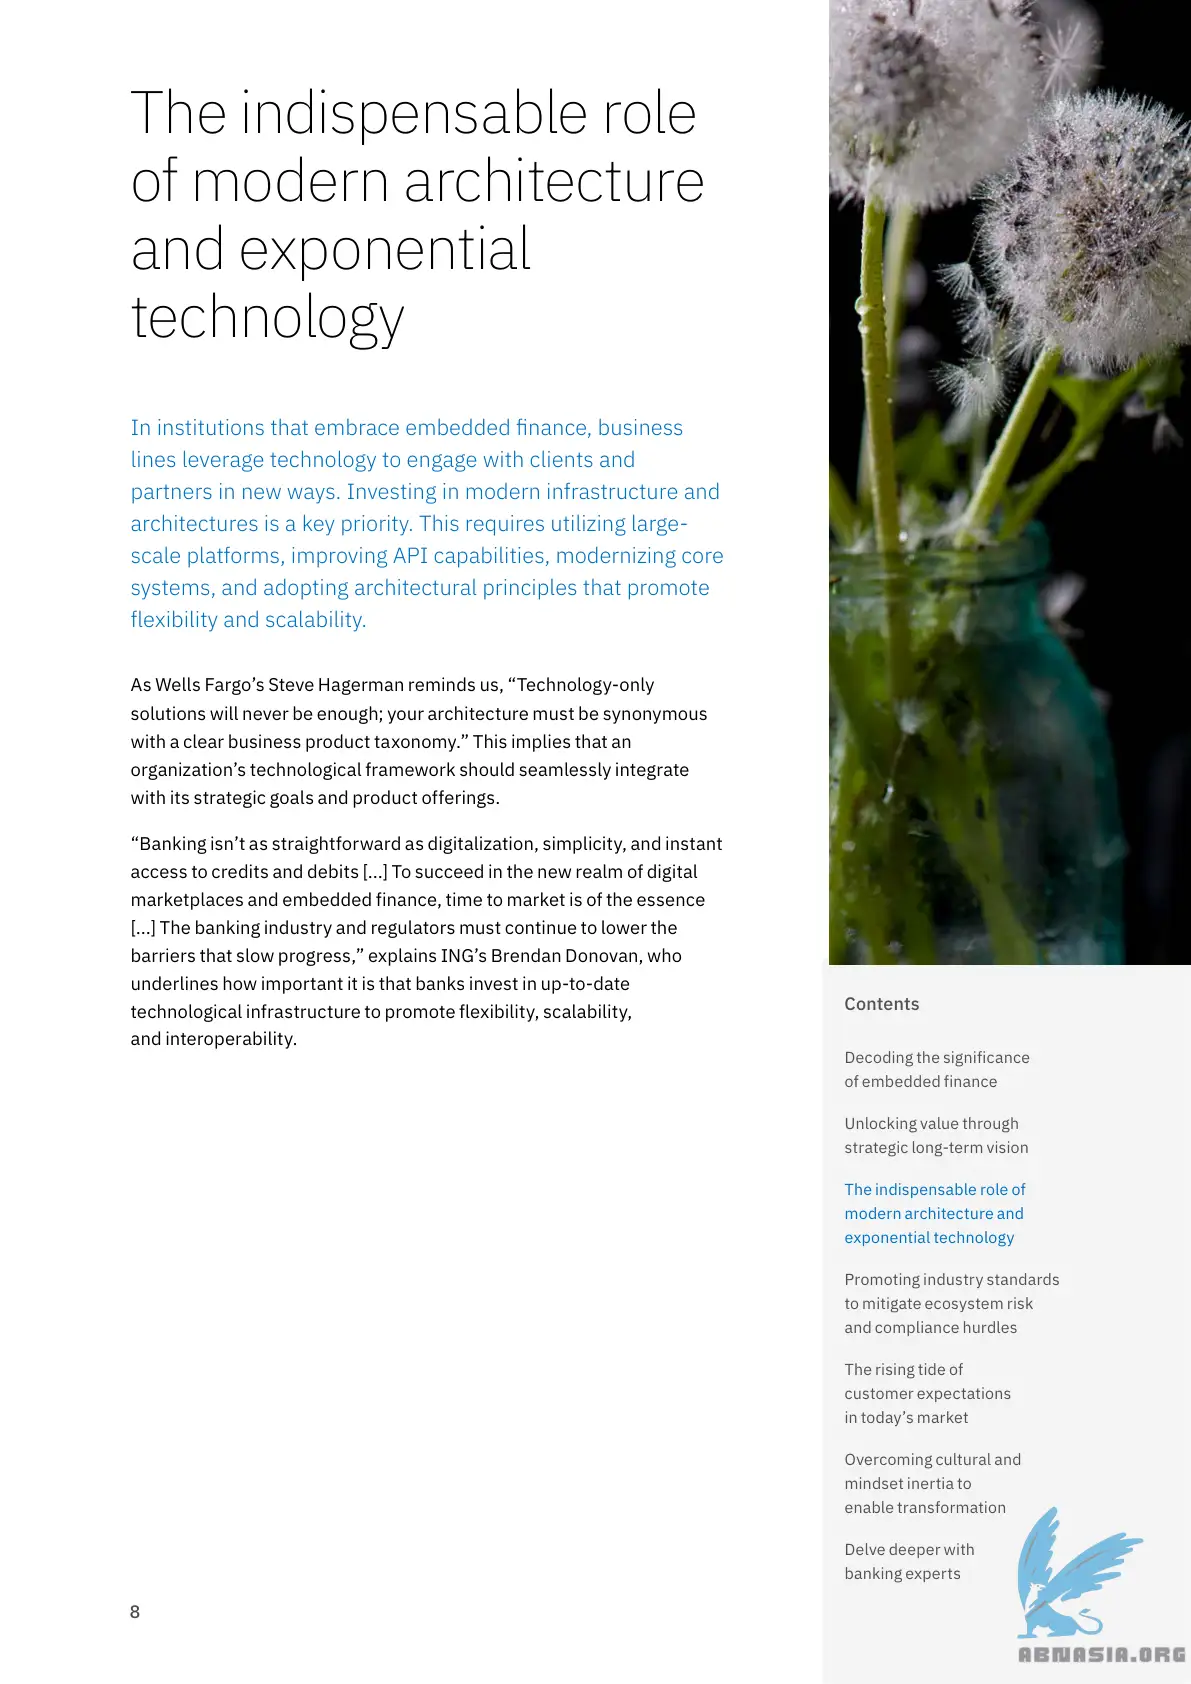 The indispensable role
of modern architecture
and exponential
technology
In institutions that embrace embedded finance, business
lines leverage technology to engage with clients and
partners in new ways. Investing in modern infrastructure and
architectures is a key priority. This requires utilizing large-
scale platforms, improving API capabilities, modernizing core
systems, and adopting architectural principles that promote
flexibility and scalability.
As Wells Fargo’s Steve Hagerman reminds us, “Technology-only
solutions will never be enough; your architecture must be synonymous
with a clear business product taxonomy.” This implies that an
organization’s technological framework should seamlessly integrate
with its strategic goals and product offerings.
“Banking isn’t as straightforward as digitalization, simplicity, and instant
access to credits and debits […] To succeed in the new realm of digital
marketplaces and embedded finance, time to market is of the essence
[…] The banking industry and regulators must continue to lower the
barriers that slow progress,” explains ING’s Brendan Donovan, who
underlines how important it is that banks invest in up-to-date
technological infrastructure to promote flexibility, scalability,
and interoperability.
Contents
Decoding the significance
of embedded finance
Unlocking value through
strategic long-term vision
The indispensable role of
modern architecture and
exponential technology
Promoting industry standards
to mitigate ecosystem risk
and compliance hurdles
The rising tide of
customer expectations
in today’s market
Overcoming cultural and
mindset inertia to
enable transformation
Delve deeper with
banking experts
8
ABNASIA.ORG